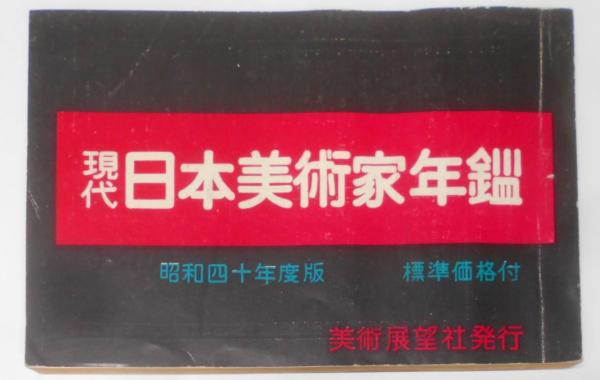 現代日本美術家年鑑
昭和四十年度版 標準価格付
美術展望社発行